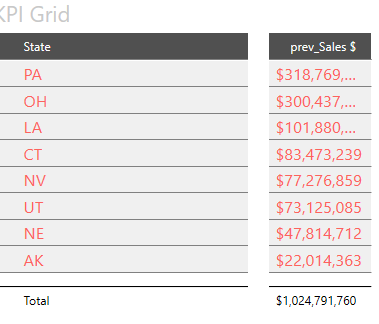 KPI Grid
State prev_Sales $
PA $318,769,...
OH $300,437,...
LA $101,880,...
CT $83,473,239
NV $77,276,859
UT $73,125,085
NE $47,814,712
AK $22,014,363
Total $1,024,791,760